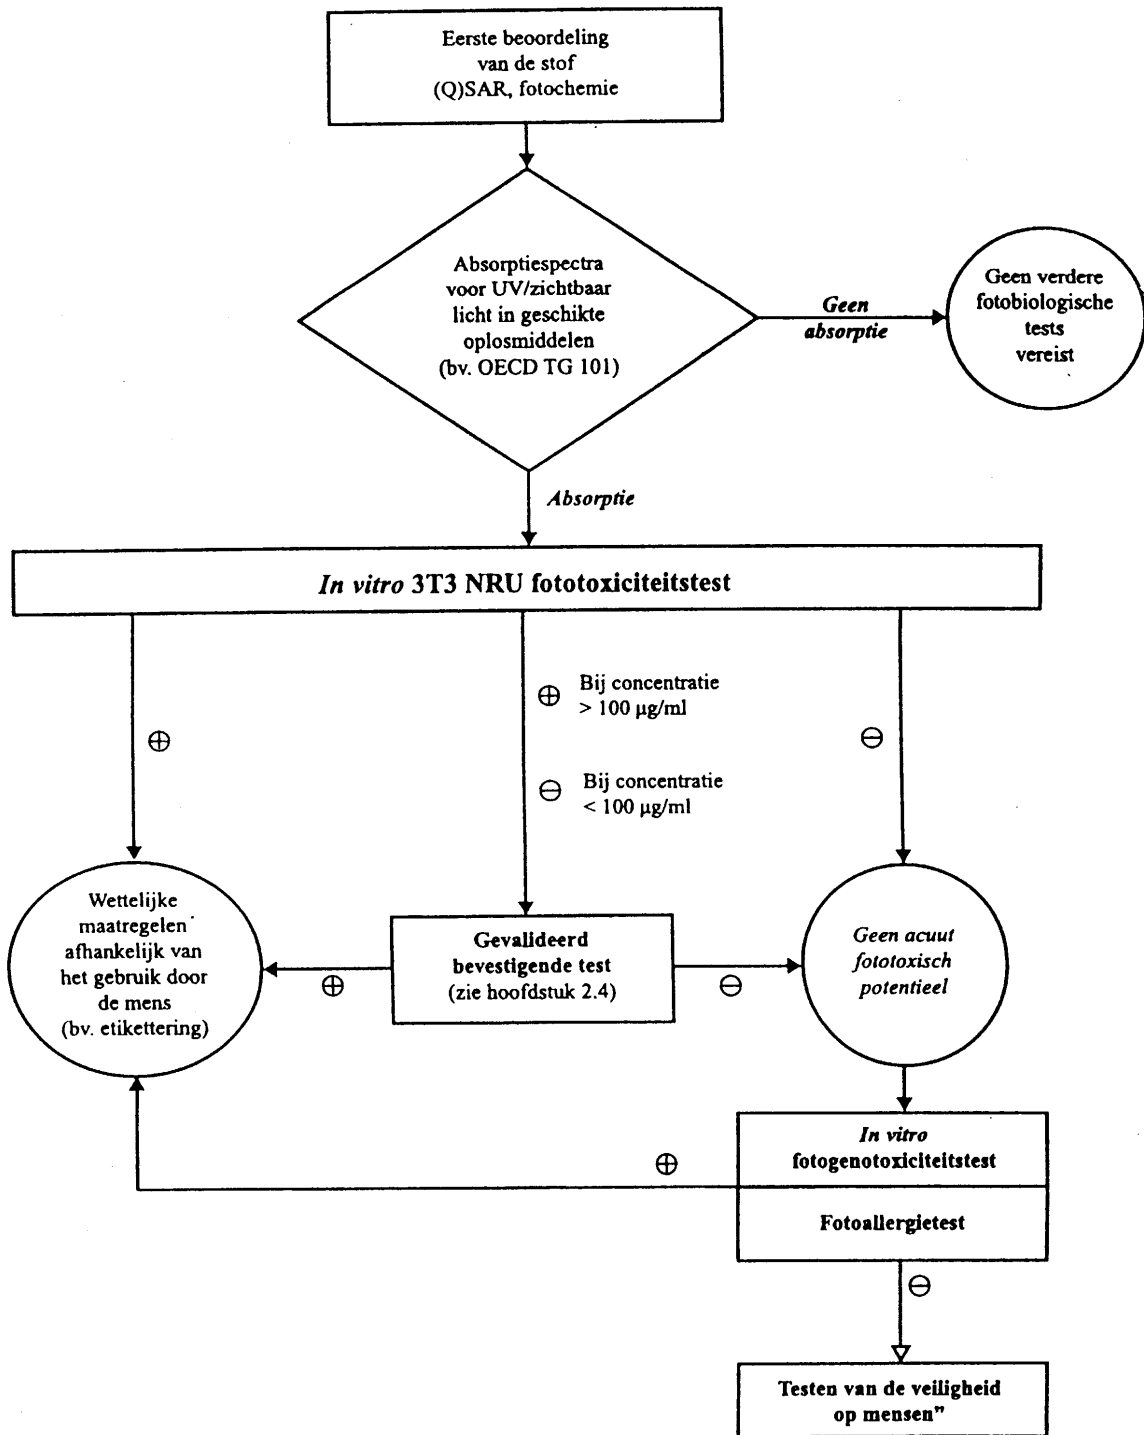 Eerste beoordeling
van de stof
(Q)SAR, fotochemie
Absorptiespectra
voor UV/zichtbaar
licht in geschikte
oplosmiddelen
(bv. OECD TG 101)
Geen
absorptie
Geen verdere
fotobiologische
tests
vereist
Absorptie
In vitro 3T3 NRU fototoxiciteitstest
⊕
⊕ Bij concentratie
> 100 µg/ml
⊖
⊖ Bij concentratie
< 100 µg/ml
Wettelijke
maatregelen
afhankelijk van
het gebruik door
de mens
(bv. etikettering)
⊕
Gevalideerd
bevestigende test
(zie hoofdstuk 2.4)
⊖
Geen acuut
fototoxisch
potentieel
⊕
In vitro
fotogenotoxiciteitstest
Fotoallergietest
⊖
Testen van de veiligheid
op mensen”